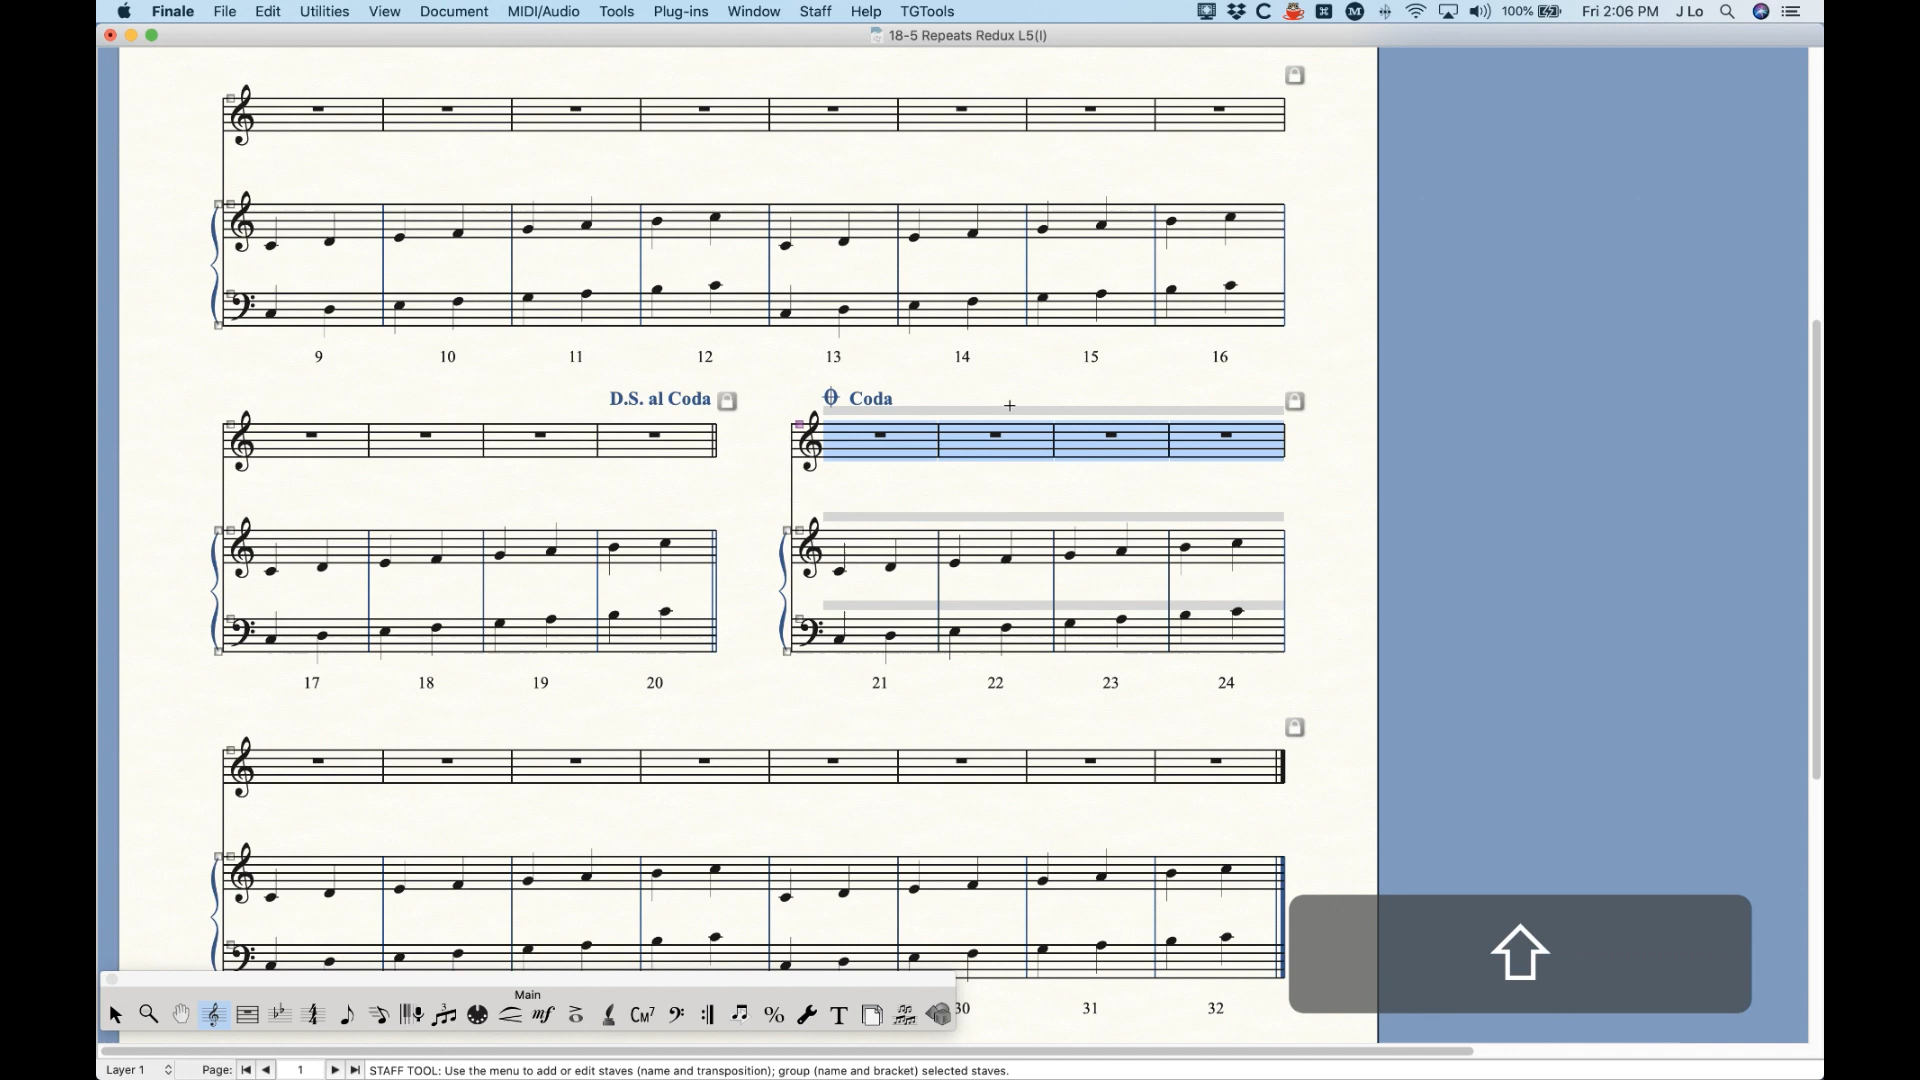 Finale File Edit Utilities View Document MIDI/Audio Tools Plug-ins Window Staff Help TGTools 100% Fri 2:06 PM J Lo
18-5 Repeats Redux L5(I)
9 10 11 12 13 14 15 16
D.S. al Coda Coda
17 18 19 20 21 22 23 24
Main
mf CM7 % T
30 31 32
Layer 1 Page: 1 STAFF TOOL: Use the menu to add or edit staves (name and transposition); group (name and bracket) selected staves.